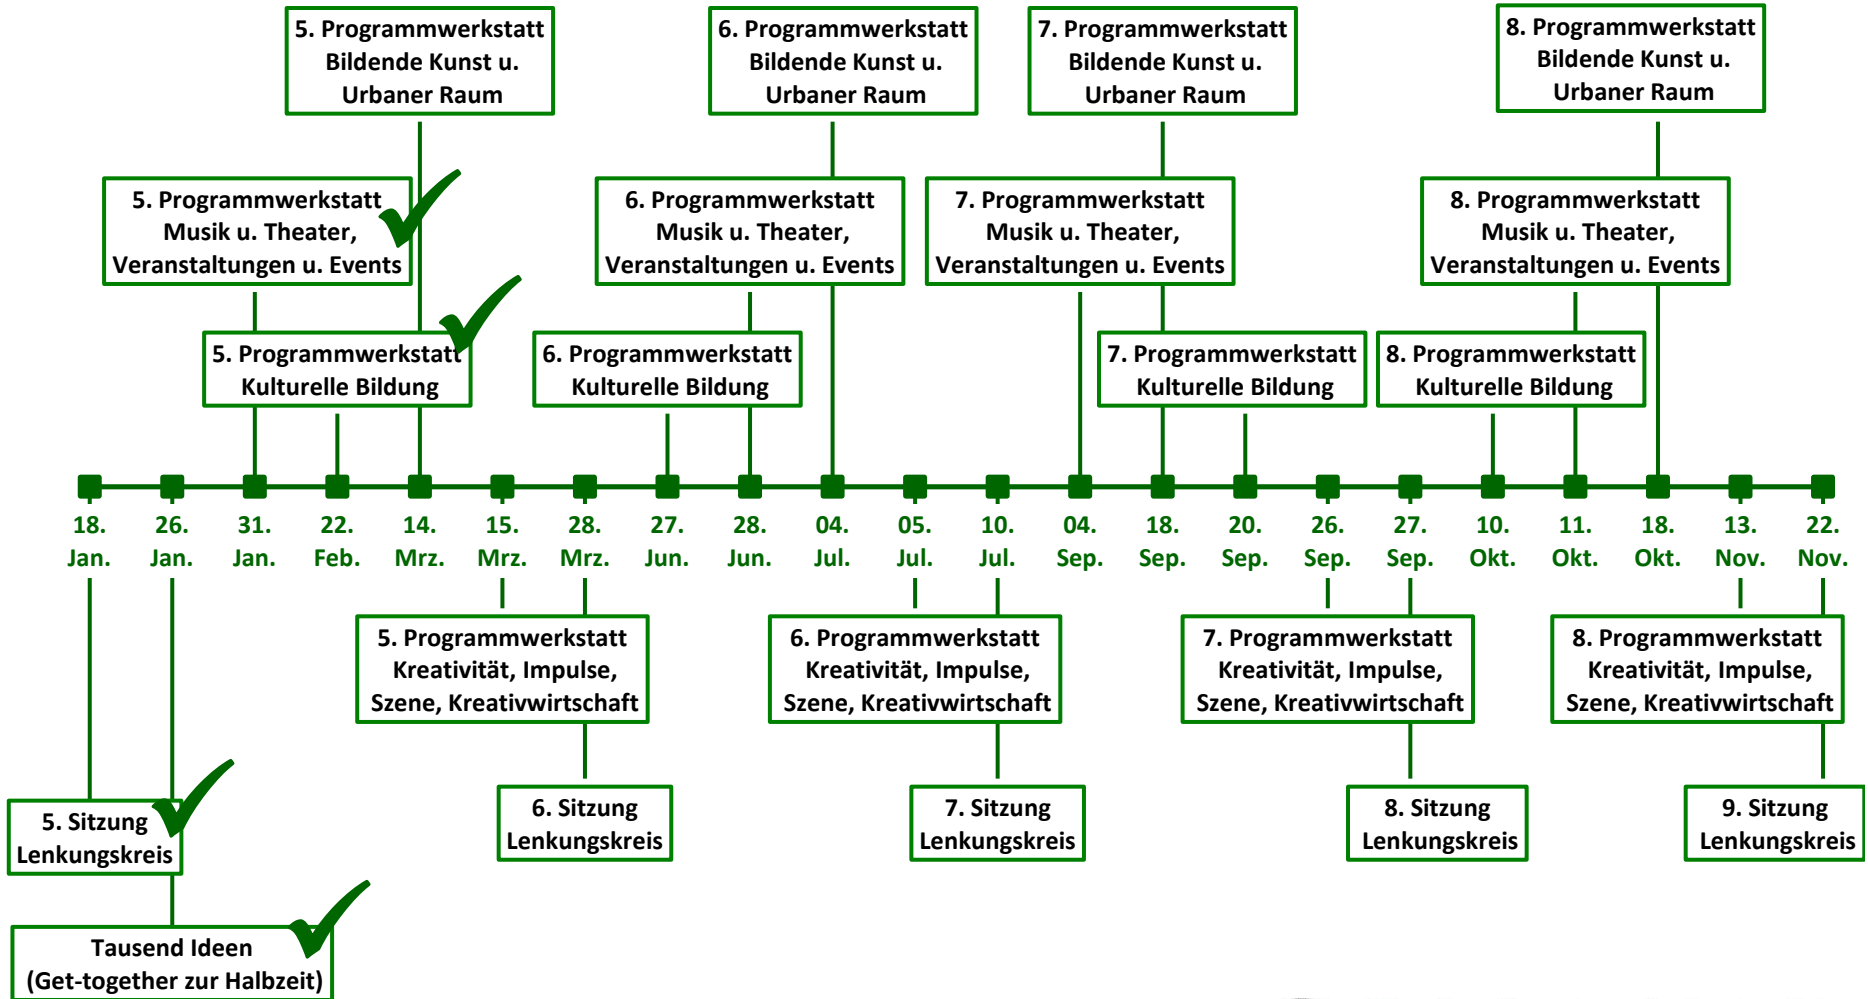 5. Programmwerkstatt
Bildende Kunst u.
Urbaner Raum
6. Programmwerkstatt
Bildende Kunst u.
Urbaner Raum
7. Programmwerkstatt
Bildende Kunst u.
Urbaner Raum
8. Programmwerkstatt
Bildende Kunst u.
Urbaner Raum
5. Programmwerkstatt
Musik u. Theater,
Veranstaltungen u. Events
6. Programmwerkstatt
Musik u. Theater,
Veranstaltungen u. Events
7. Programmwerkstatt
Musik u. Theater,
Veranstaltungen u. Events
8. Programmwerkstatt
Musik u. Theater,
Veranstaltungen u. Events
5. Programmwerkstatt
Kulturelle Bildung
6. Programmwerkstatt
Kulturelle Bildung
7. Programmwerkstatt
Kulturelle Bildung
8. Programmwerkstatt
Kulturelle Bildung
18.
Jan.
26.
Jan.
31.
Jan.
22.
Feb.
14.
Mrz.
15.
Mrz.
28.
Mrz.
27.
Jun.
28.
Jun.
04.
Jul.
05.
Jul.
10.
Jul.
04.
Sep.
18.
Sep.
20.
Sep.
26.
Sep.
27.
Sep.
10.
Okt.
11.
Okt.
18.
Okt.
13.
Nov.
22.
Nov.
5. Programmwerkstatt
Kreativität, Impulse,
Szene, Kreativwirtschaft
6. Programmwerkstatt
Kreativität, Impulse,
Szene, Kreativwirtschaft
7. Programmwerkstatt
Kreativität, Impulse,
Szene, Kreativwirtschaft
8. Programmwerkstatt
Kreativität, Impulse,
Szene, Kreativwirtschaft
5. Sitzung
Lenkungskreis
6. Sitzung
Lenkungskreis
7. Sitzung
Lenkungskreis
8. Sitzung
Lenkungskreis
9. Sitzung
Lenkungskreis
Tausend Ideen
(Get-together zur Halbzeit)